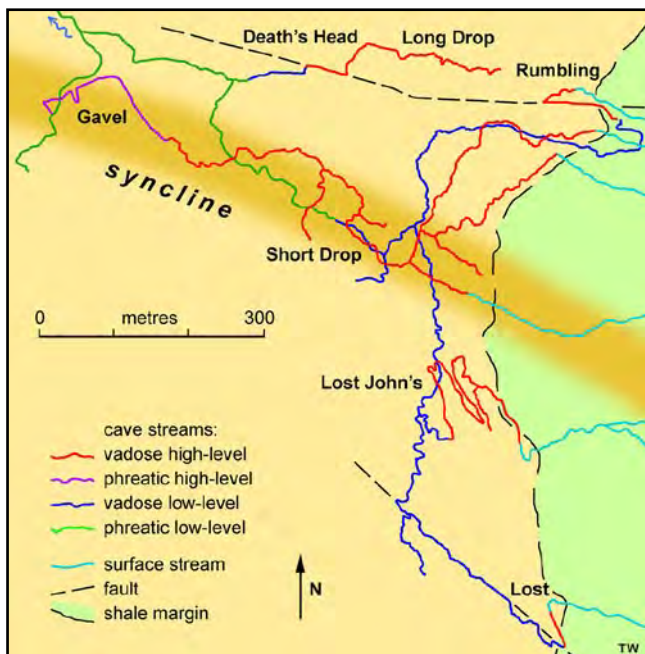 Death's Head
Long Drop
Rumbling
Gavel
syncline
Short Drop
0 metres 300
Lost John's
cave streams:
vadose high-level
phreatic high-level
vadose low-level
phreatic low-level
surface stream
fault
shale margin
N
Lost
TW